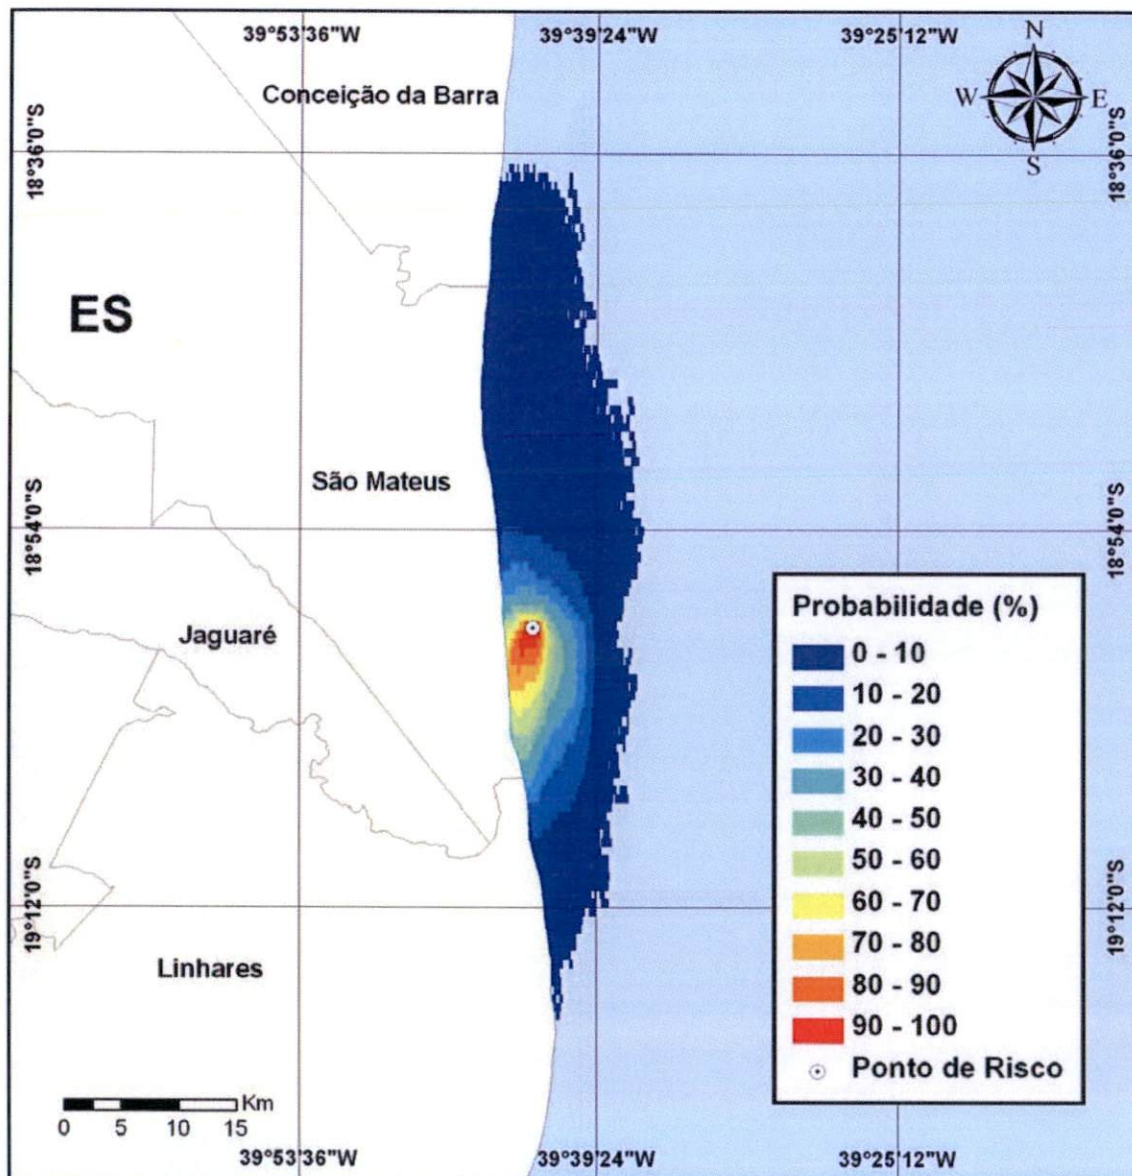 39°53'36"W 39°39'24"W 39°25'12"W
N
W E
S
Conceição da Barra
18°36'0"S 18°36'0"S
ES
São Mateus
18°54'0"S 18°54'0"S
Jaguaré
Probabilidade (%)
0 - 10
10 - 20
20 - 30
30 - 40
40 - 50
50 - 60
60 - 70
70 - 80
80 - 90
90 - 100
Ponto de Risco
19°12'0"S 19°12'0"S
Linhares
Km
0 5 10 15
39°53'36"W 39°39'24"W 39°25'12"W